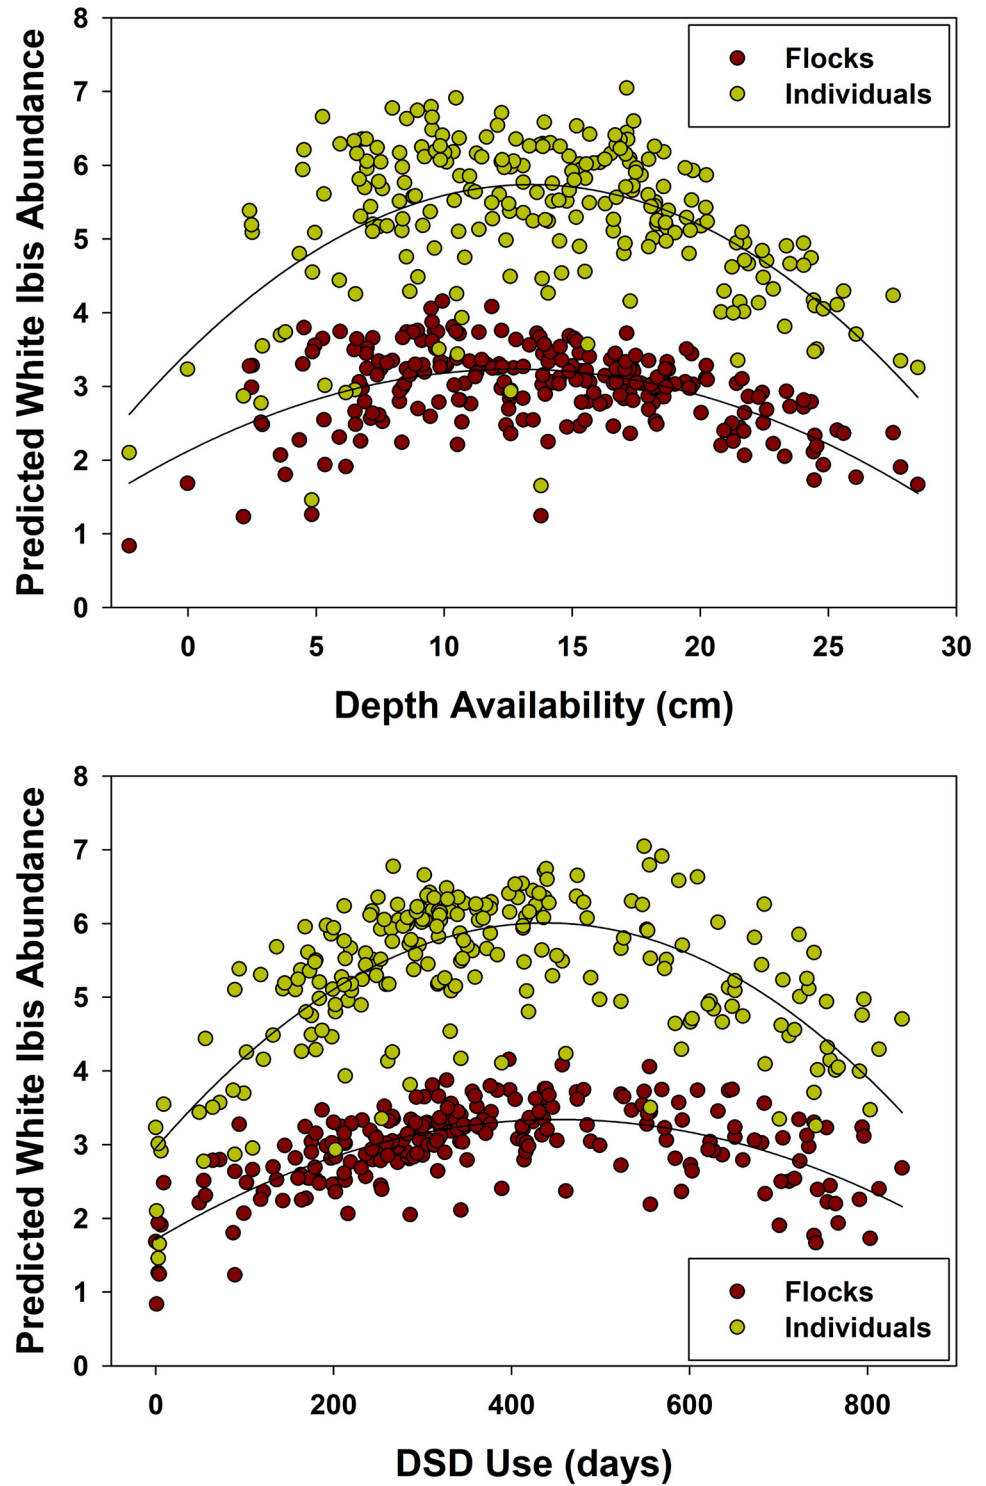 8
7
6
5
4
3
2
1
0
Predicted White Ibis Abundance
Flocks
Individuals
0 5 10 15 20 25 30
Depth Availability (cm)
8
7
6
5
4
3
2
1
0
Predicted White Ibis Abundance
Flocks
Individuals
0 200 400 600 800
DSD Use (days)